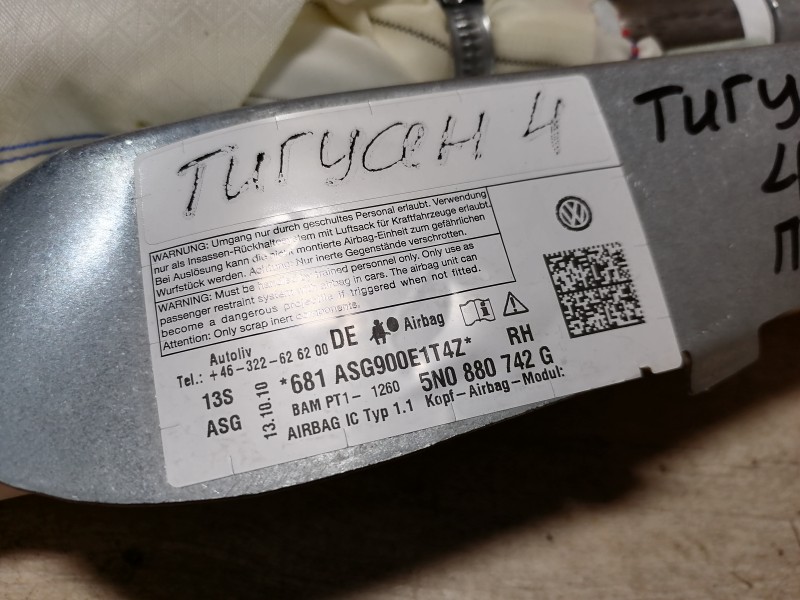 Тигуан 4
Тигу
4
П
WARNUNG: Umgang nur durch geschultes Personal erlaubt. Verwendung
nur als Insassen-Rückhalte dem mit Luftsack für Kraftfahrzeuge erlaubt.
Bei Auslösung kann die montierte Airbag-Einheit zum gefährlichen
Wurfstück werden. Nur inerte Gegenstände verschrotten.
WARNING: Must be trained personnel only. Only use as
passenger restraint airbag in cars. The airbag unit can
become a dangerous if triggered when not fitted.
Attention: Only scrap inert components.
Autoliv
Tel.: +46-322-62 62 00 DE Airbag
13S
ASG
13.10.10
*681 ASG900E1T4Z* RH
BAM PT1- 1260 5N0 880 742 G
AIRBAG IC Typ 1.1 Kopf-Airbag-Modul: